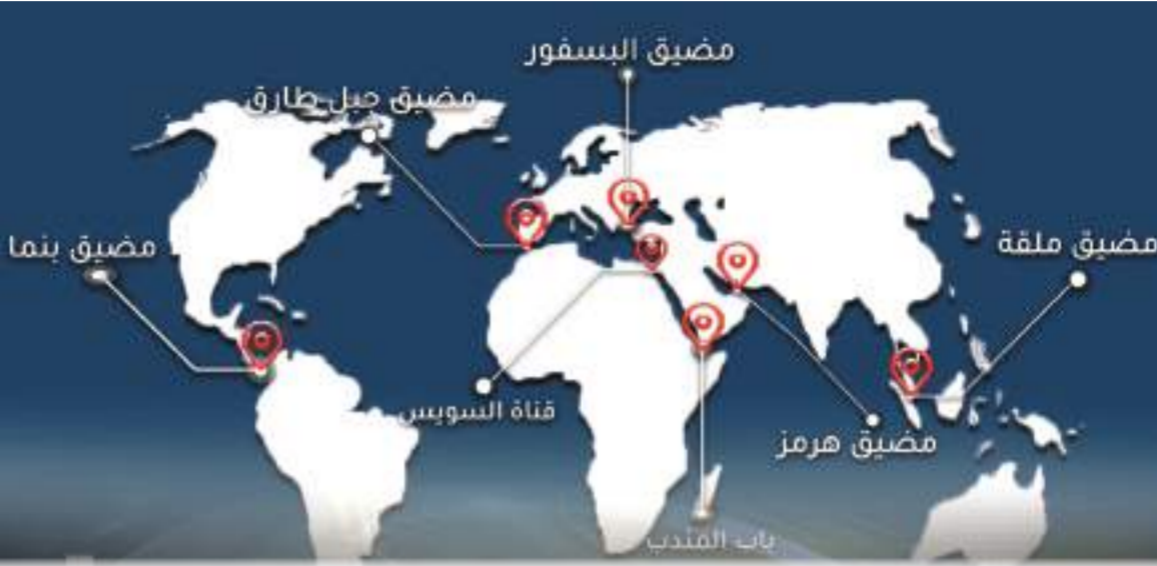 مضيق البسفور
مضيق جبل طارق
مضيق ملقة
مضيق بنما
قناة السويس
مضيق هرمز
باب المندب